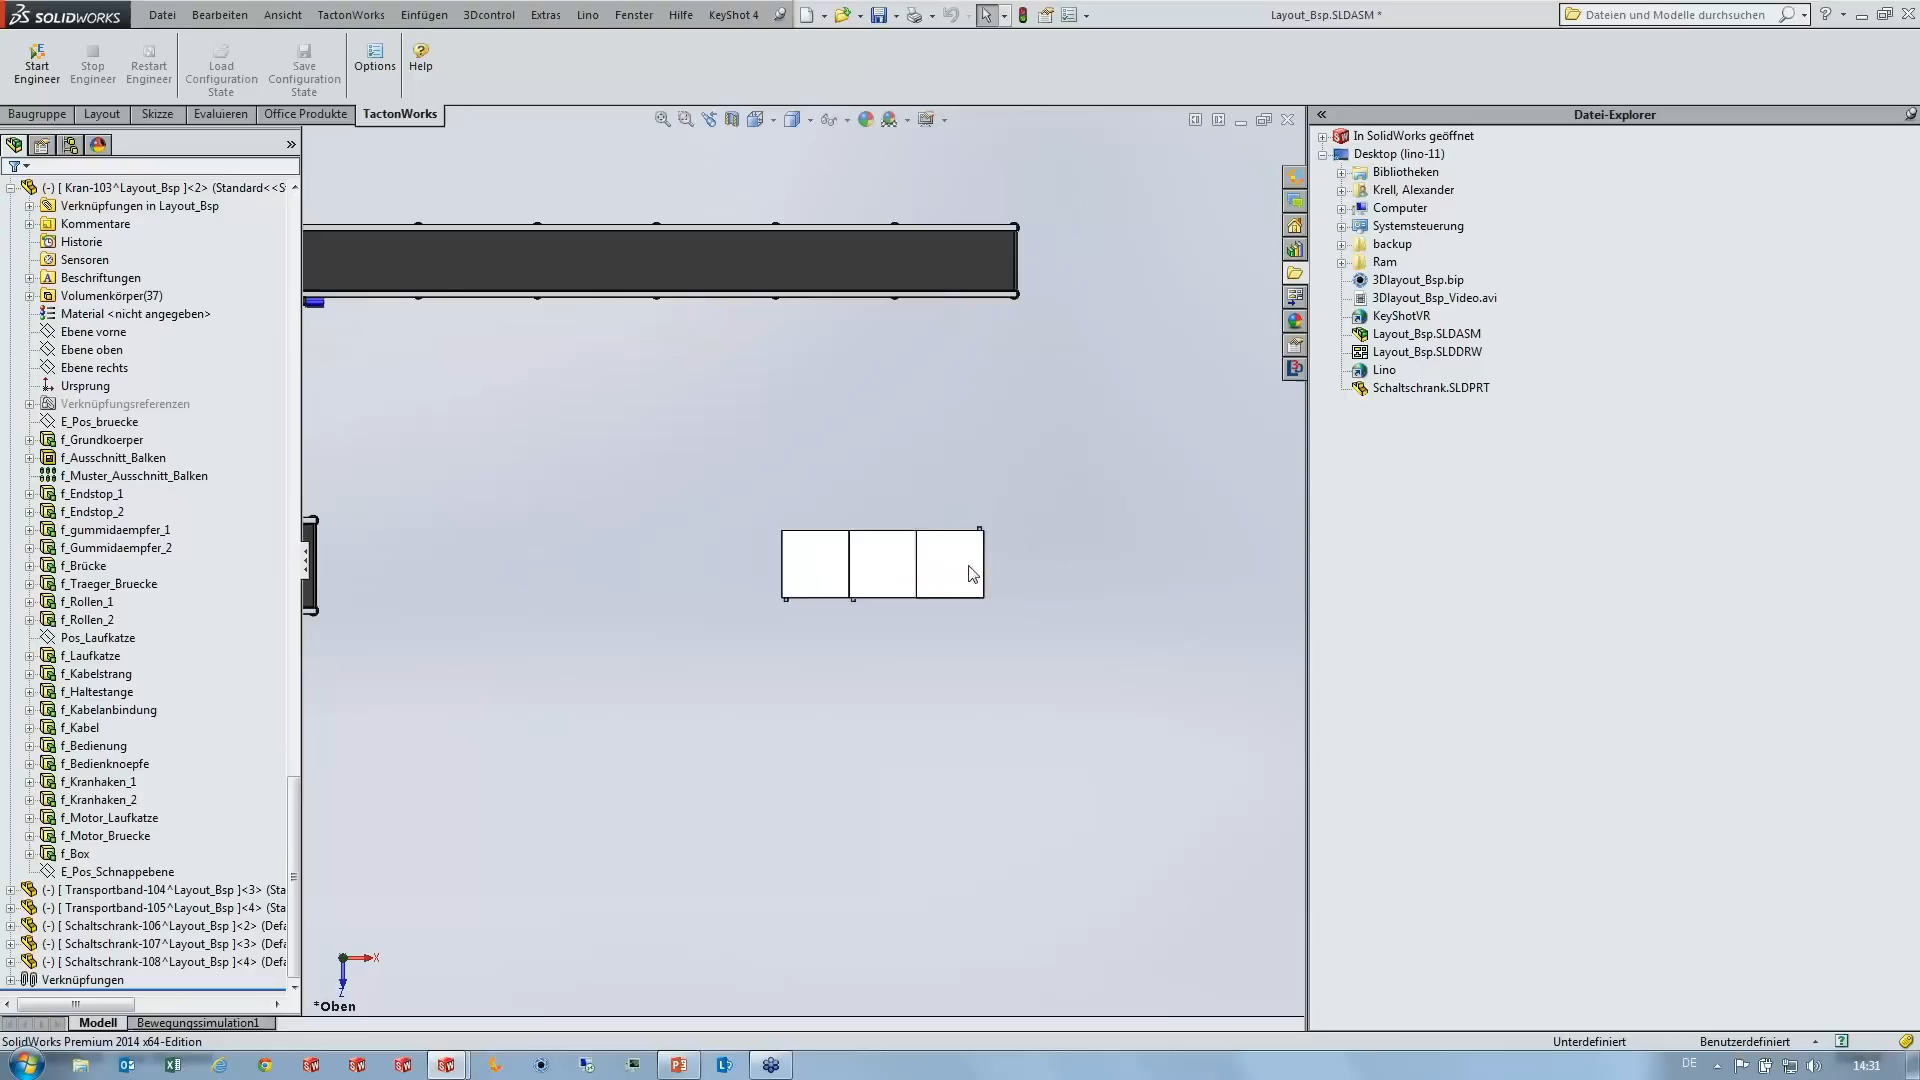 SOLIDWORKS
Datei Bearbeiten Ansicht TactonWorks Einfügen 3Dcontrol Extras Lino Fenster Hilfe KeyShot 4
Layout_Bsp.SLDASM *
Dateien und Modelle durchsuchen
Start Engineer
Stop Engineer
Restart Engineer
Load Configuration State
Save Configuration State
Options
Help
Baugruppe Layout Skizze Evaluieren Office Produkte TactonWorks
(-) [ Kran-103^Layout_Bsp ]<2> (Standard<<S
Verknüpfungen in Layout_Bsp
Kommentare
Historie
Sensoren
Beschriftungen
Volumenkörper(37)
Material <nicht angegeben>
Ebene vorne
Ebene oben
Ebene rechts
Ursprung
Verknüpfungsreferenzen
E_Pos_bruecke
f_Grundkoerper
f_Ausschnitt_Balken
f_Muster_Ausschnitt_Balken
f_Endstop_1
f_Endstop_2
f_gummidaempfer_1
f_Gummidaempfer_2
f_Brücke
f_Traeger_Bruecke
f_Rollen_1
f_Rollen_2
Pos_Laufkatze
f_Laufkatze
f_Kabelstrang
f_Haltestange
f_Kabelanbindung
f_Kabel
f_Bedienung
f_Bedienknoepfe
f_Kranhaken_1
f_Kranhaken_2
f_Motor_Laufkatze
f_Motor_Bruecke
f_Box
E_Pos_Schnappebene
(-) [ Transportband-104^Layout_Bsp ]<3> (Sta
(-) [ Transportband-105^Layout_Bsp ]<4> (Sta
(-) [ Schaltschrank-106^Layout_Bsp ]<2> (Defa
(-) [ Schaltschrank-107^Layout_Bsp ]<3> (Defa
(-) [ Schaltschrank-108^Layout_Bsp ]<4> (Defa
Verknüpfungen
X
Z
*Oben
Datei-Explorer
In SolidWorks geöffnet
Desktop (lino-11)
Bibliotheken
Krell, Alexander
Computer
Systemsteuerung
backup
Ram
3Dlayout_Bsp.bip
3Dlayout_Bsp_Video.avi
KeyShotVR
Layout_Bsp.SLDASM
Layout_Bsp.SLDDRW
Lino
Schaltschrank.SLDPRT
Modell Bewegungssimulation1
SolidWorks Premium 2014 x64-Edition
Unterdefiniert
Benutzerdefiniert
DE
14:31